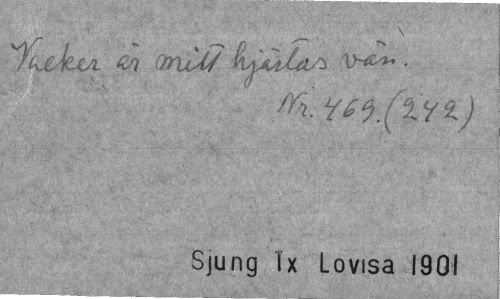 Vacker är mitt hjärtas vän.
Nr. 469. (242)
Sjung Tx Lovisa 1901